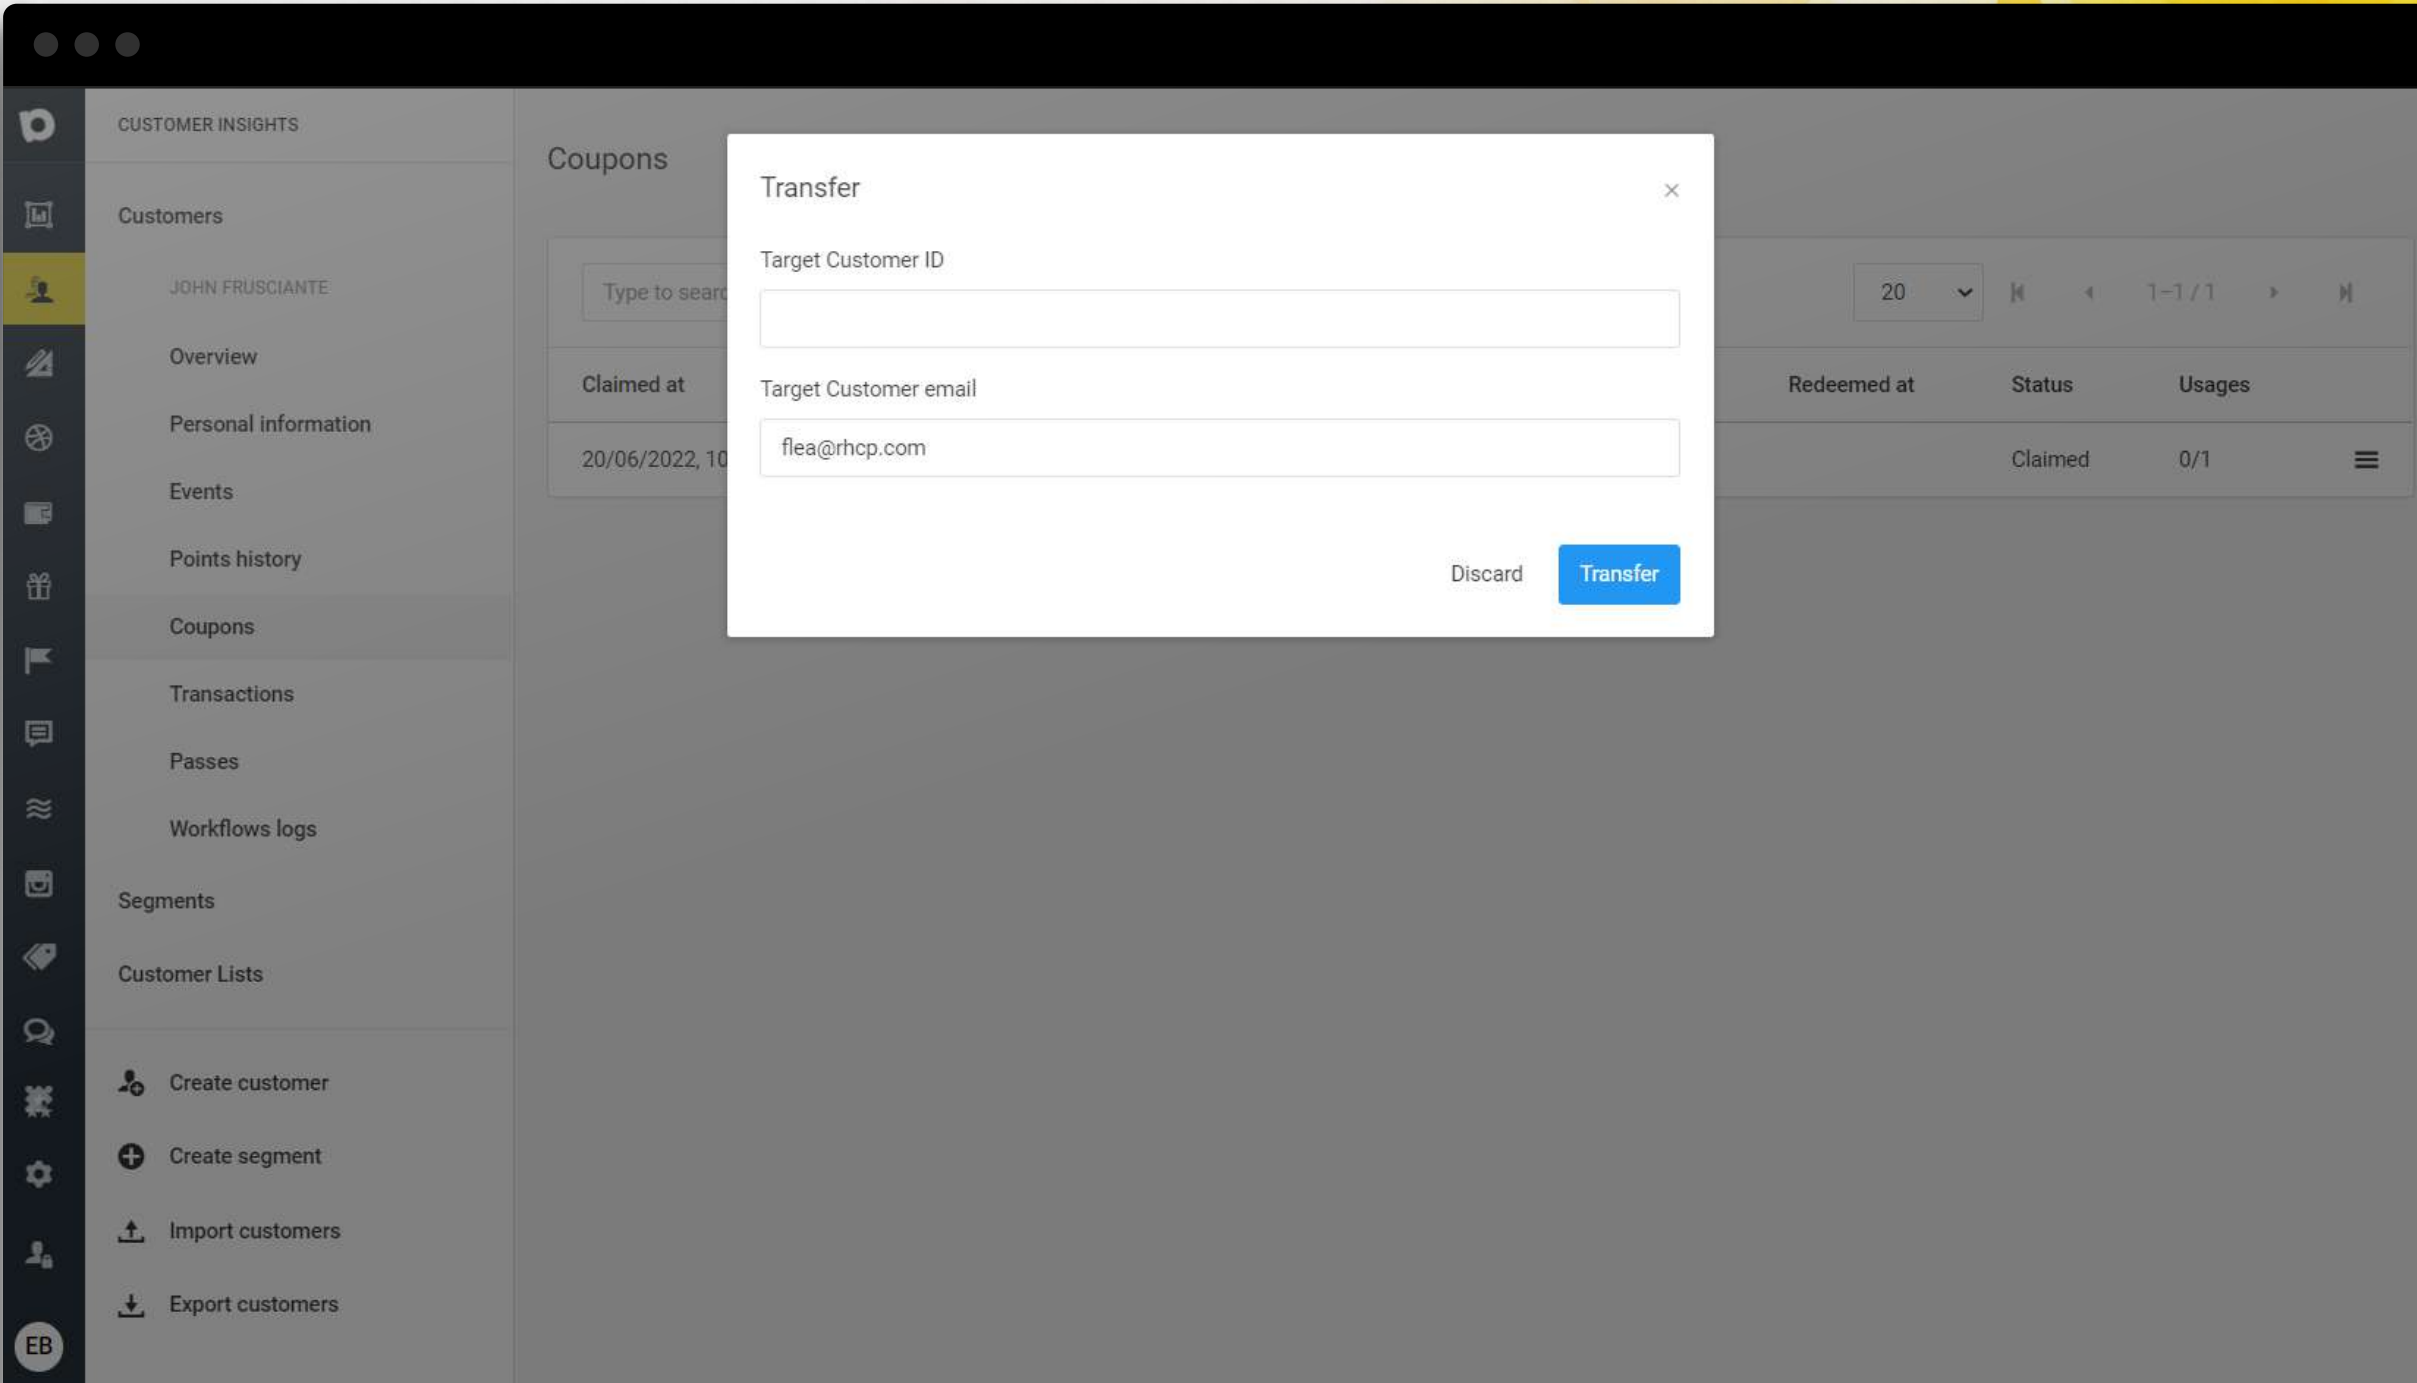 CUSTOMER INSIGHTS
Customers
JOHN FRUSCIANTE
Overview
Personal information
Events
Points history
Coupons
Transactions
Passes
Workflows logs
Segments
Customer Lists
Create customer
Create segment
Import customers
Export customers
EB
Coupons
Type to searc
20
1–1 / 1
Claimed at
Redeemed at
Status
Usages
20/06/2022, 10
Claimed
0/1
Transfer
×
Target Customer ID
Target Customer email
flea@rhcp.com
Discard
Transfer